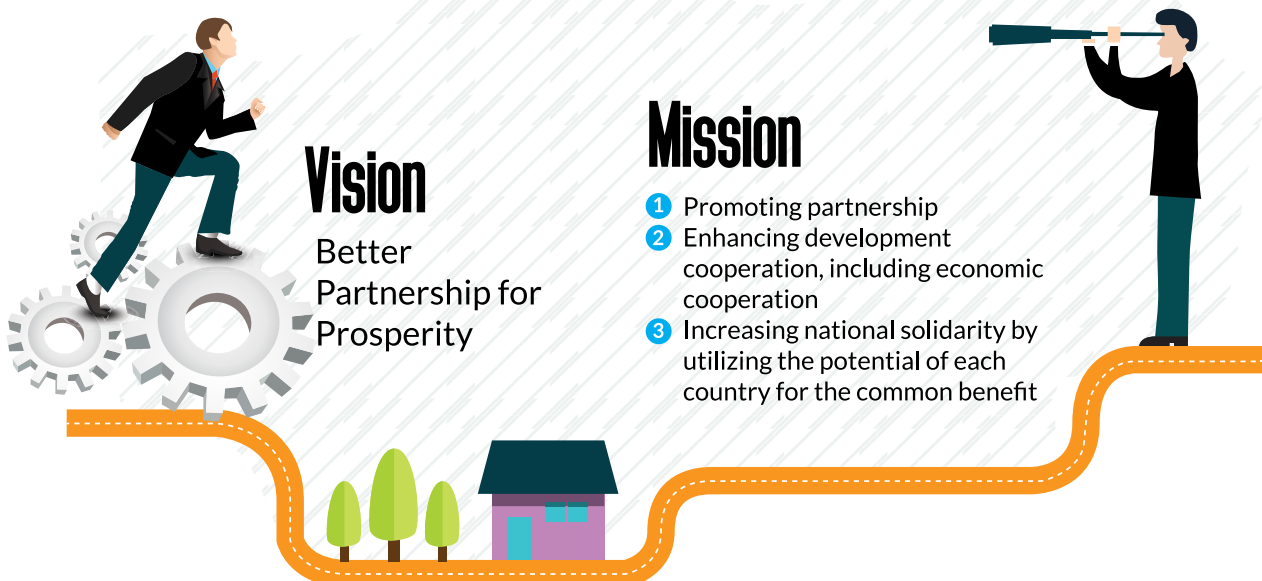 Vision
Better
Partnership for
Prosperity
Mission
1 Promoting partnership
2 Enhancing development
cooperation, including economic
cooperation
3 Increasing national solidarity by
utilizing the potential of each
country for the common benefit